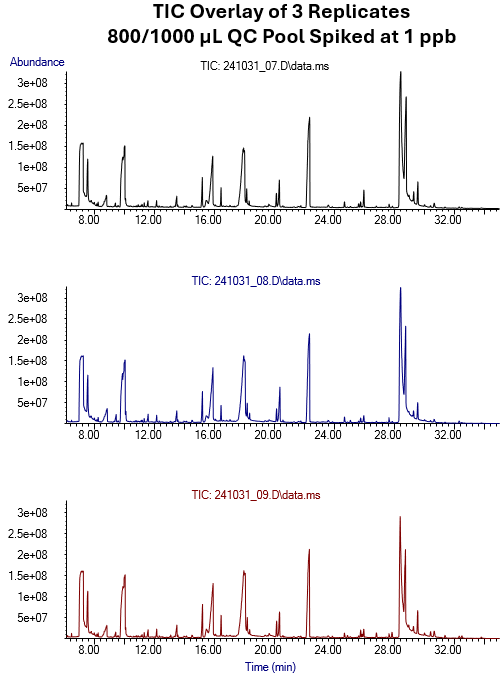 TIC Overlay of 3 Replicates
800/1000 µL QC Pool Spiked at 1 ppb
Abundance
TIC: 241031_07.D\data.ms
3e+08
2.5e+08
2e+08
1.5e+08
1e+08
5e+07
8.00 12.00 16.00 20.00 24.00 28.00 32.00
TIC: 241031_08.D\data.ms
3e+08
2.5e+08
2e+08
1.5e+08
1e+08
5e+07
8.00 12.00 16.00 20.00 24.00 28.00 32.00
TIC: 241031_09.D\data.ms
3e+08
2.5e+08
2e+08
1.5e+08
1e+08
5e+07
8.00 12.00 16.00 20.00 24.00 28.00 32.00
Time (min)